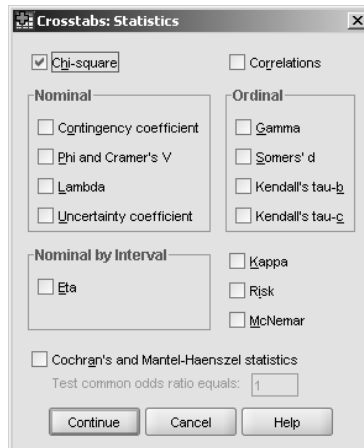 Crosstabs: Statistics
Chi-square
Correlations
Nominal
Contingency coefficient
Phi and Cramer's V
Lambda
Uncertainty coefficient
Ordinal
Gamma
Somers' d
Kendall's tau-b
Kendall's tau-c
Nominal by Interval
Eta
Kappa
Risk
McNemar
Cochran's and Mantel-Haenszel statistics
Test common odds ratio equals: 1
Continue Cancel Help